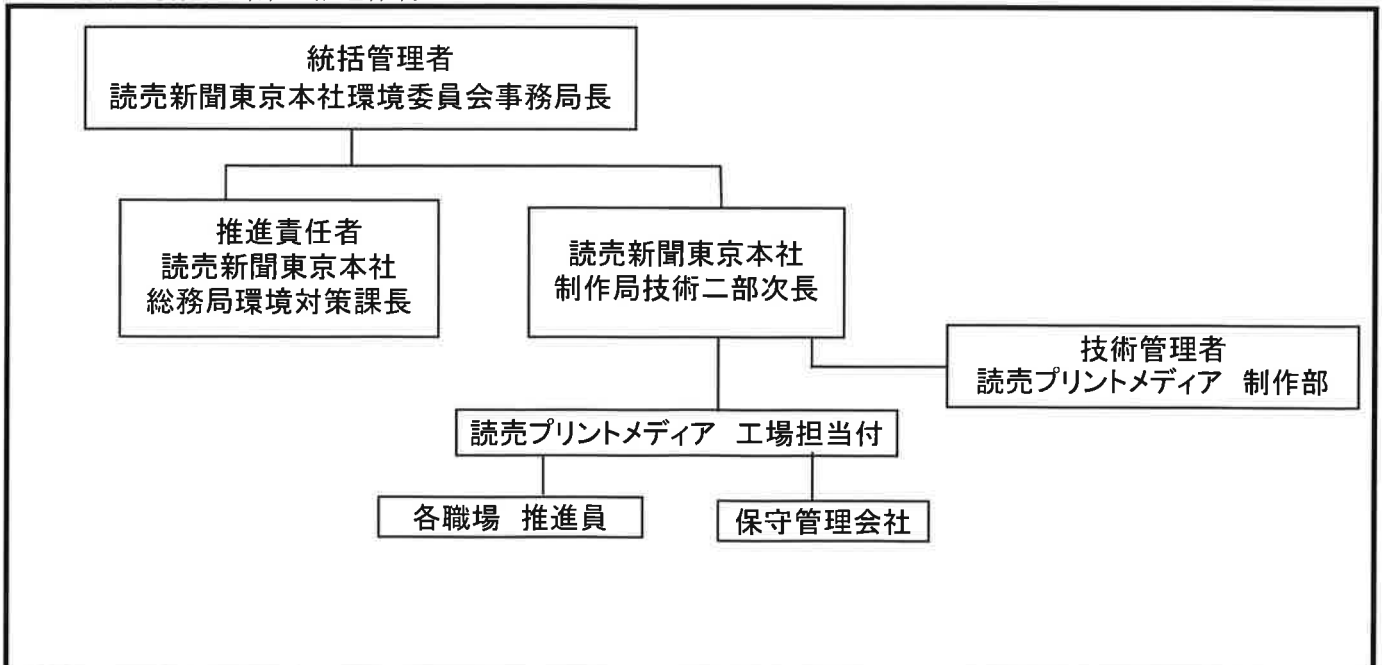 統括管理者
読売新聞東京本社環境委員会事務局長
推進責任者
読売新聞東京本社
総務局環境対策課長
読売新聞東京本社
制作局技術二部次長
技術管理者
読売プリントメディア 制作部
読売プリントメディア 工場担当付
各職場 推進員
保守管理会社